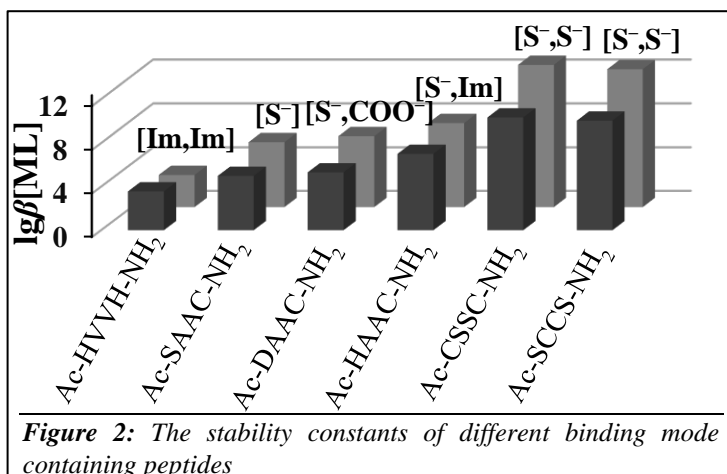 [S⁻,S⁻]
[S⁻,S⁻]
[S⁻,Im]
[S⁻]
[S⁻,COO⁻]
[Im,Im]
12
8
4
0
lgβ[ML]
Ac-HVVH-NH₂
Ac-SAAC-NH₂
Ac-DAAC-NH₂
Ac-HAAC-NH₂
Ac-CSSC-NH₂
Ac-SCCS-NH₂
Figure 2: The stability constants of different binding mode
containing peptides